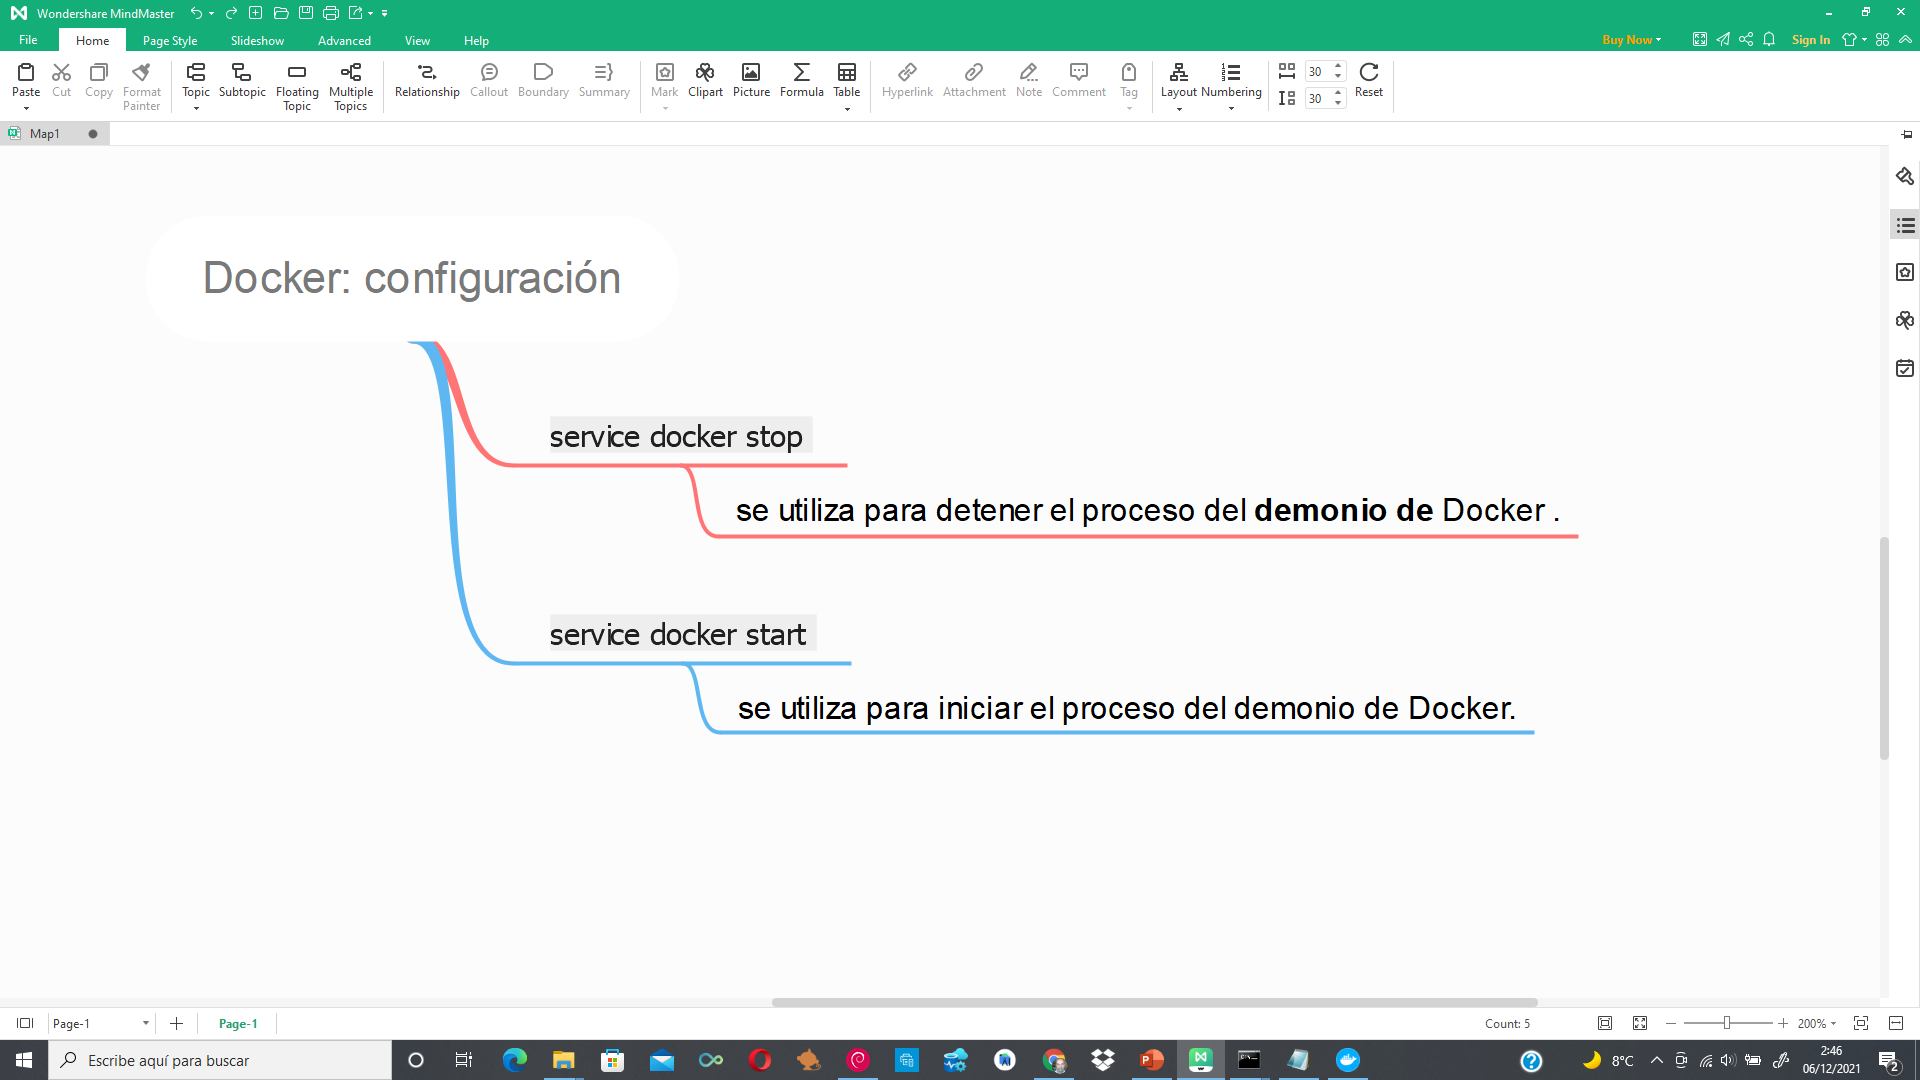 Wondershare MindMaster
File Home Page Style Slideshow Advanced View Help Buy Now Sign In
Paste Cut Copy Format Painter Topic Subtopic Floating Topic Multiple Topics Relationship Callout Boundary Summary Mark Clipart Picture Formula Table Hyperlink Attachment Note Comment Tag Layout Numbering 30 30 Reset
Map1
Docker: configuración
service docker stop
se utiliza para detener el proceso del demonio de Docker .
service docker start
se utiliza para iniciar el proceso del demonio de Docker.
Page-1 Page-1 Count: 5 200%
Escribe aquí para buscar 8°C 2:46
06/12/2021 2